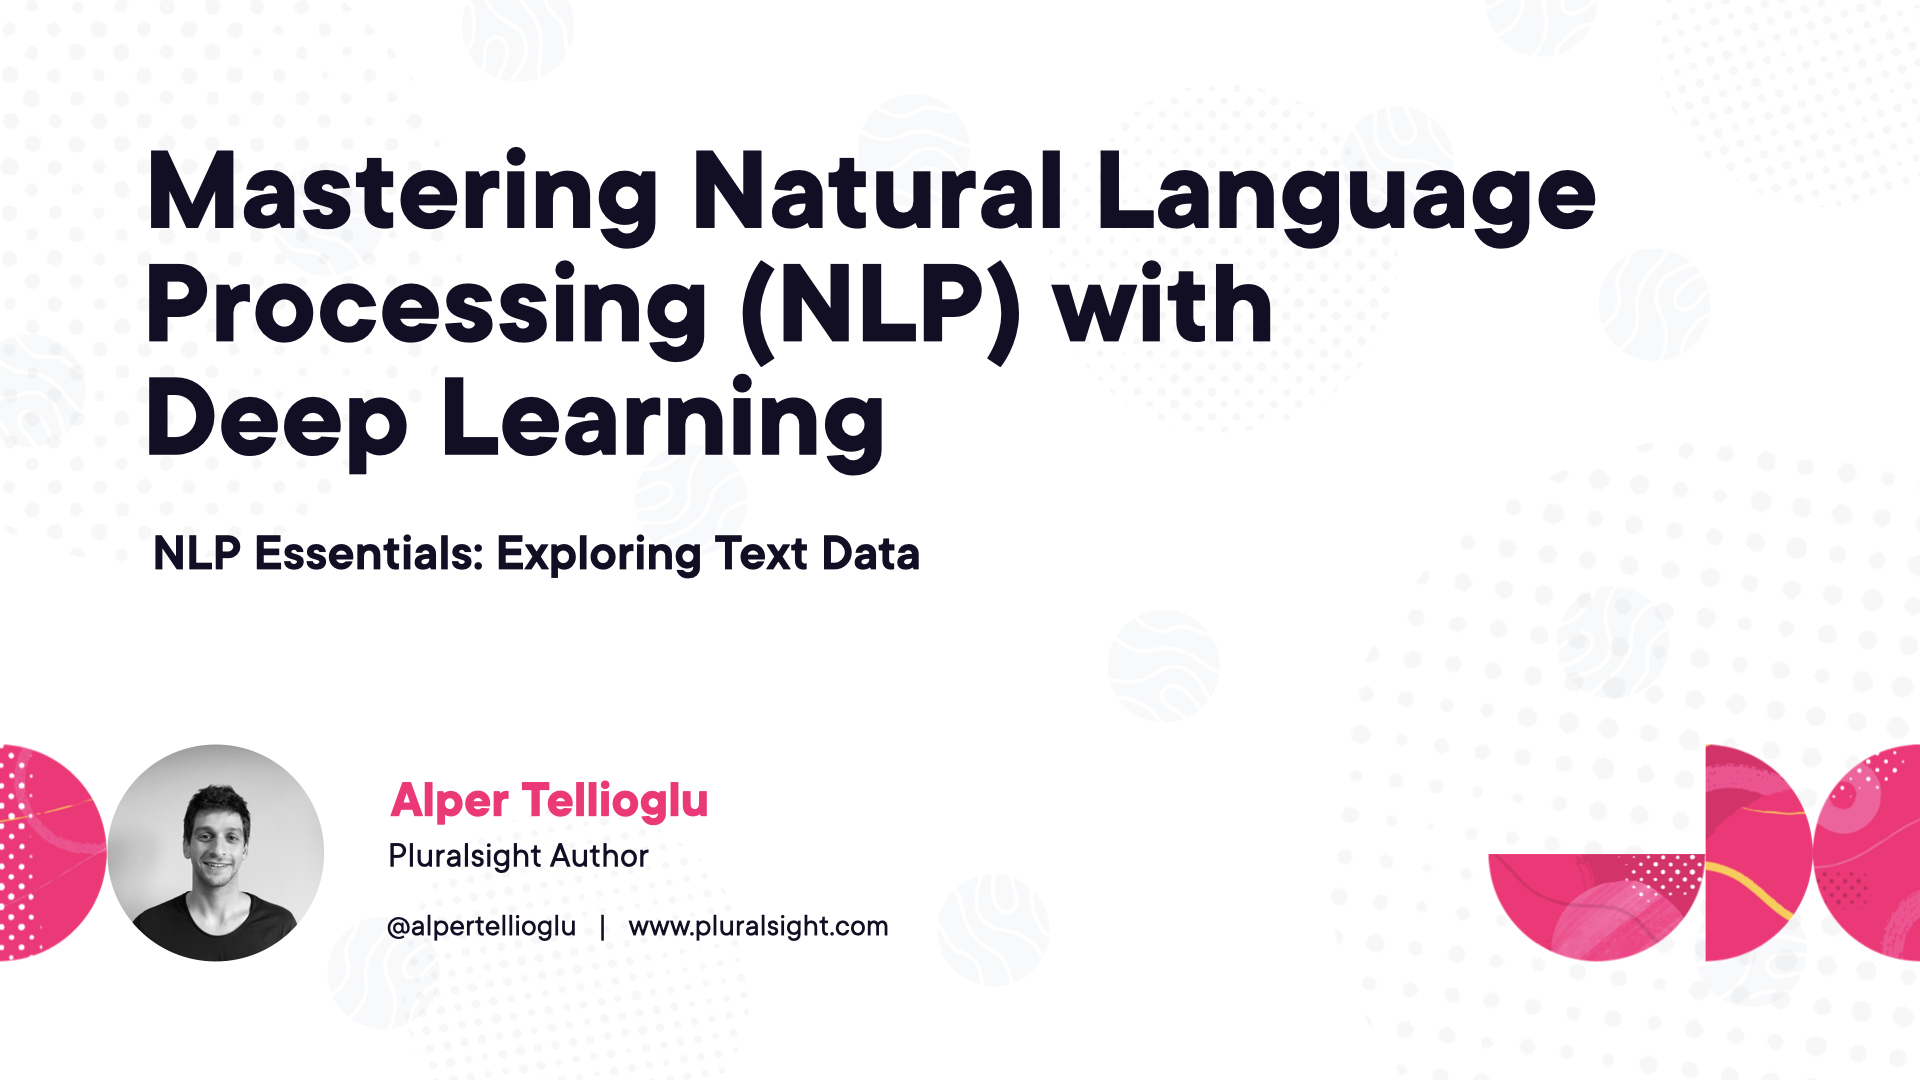 Mastering Natural Language
Processing (NLP) with
Deep Learning
NLP Essentials: Exploring Text Data
Alper Tellioglu
Pluralsight Author
@alpertellioglu | www.pluralsight.com